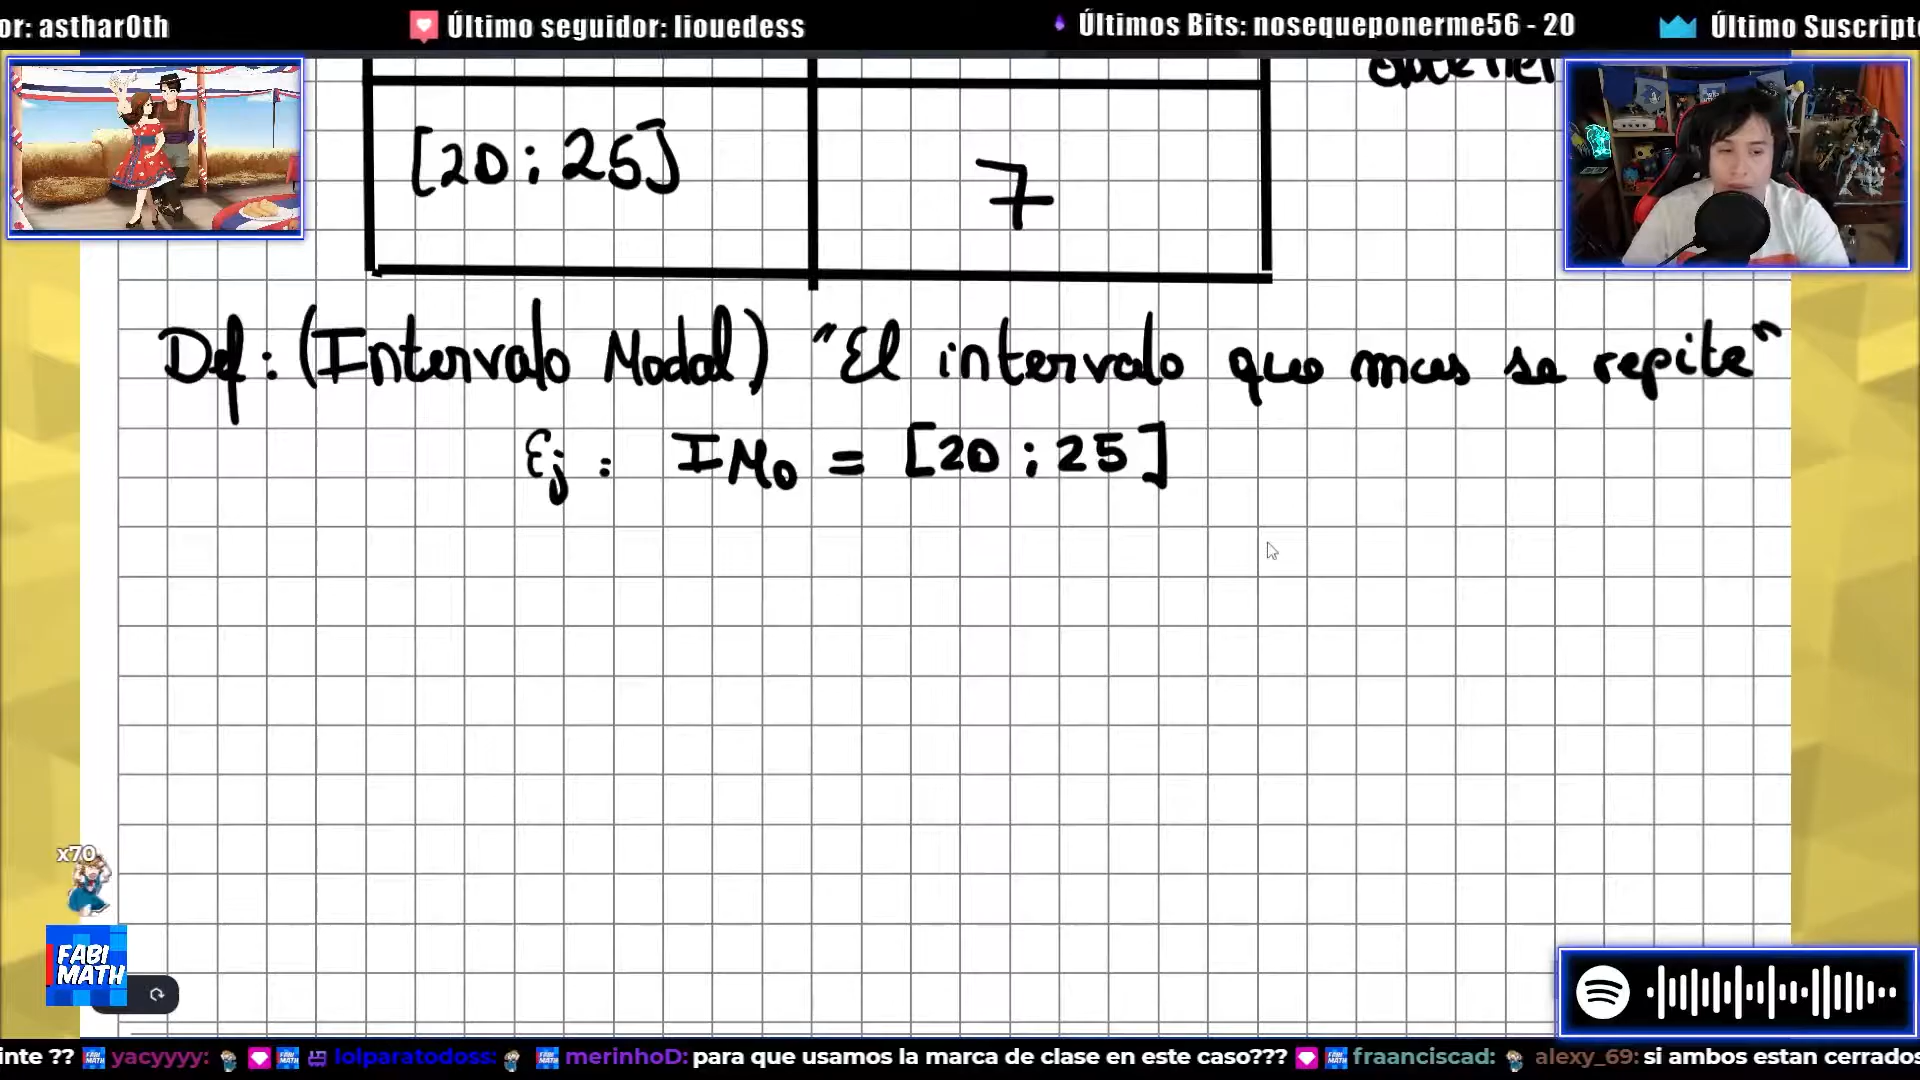 or: asthar0th
Último seguidor: liouedess
Últimos Bits: nosequeponerme56 - 20
Último Suscripto
[20 ; 25]
7
Def: (Intervalo Modal) "El intervalo que mas se repite"
Ej: IMo = [20 ; 25]
x70
FABI
MATH
inte ?? yacyyyy: lolparatodoss: merinhoD: para que usamos la marca de clase en este caso??? fraanciscad: alexy_69: si ambos estan cerrados